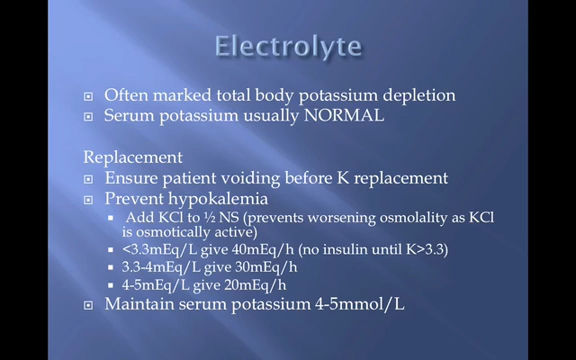 Electrolyte
Often marked total body potassium depletion
Serum potassium usually NORMAL
Replacement
Ensure patient voiding before K replacement
Prevent hypokalemia
Add KCl to ½ NS (prevents worsening osmolality as KCl
is osmotically active)
<3.3mEq/L give 40mEq/h (no insulin until K>3.3)
3.3-4mEq/L give 30mEq/h
4-5mEq/L give 20mEq/h
Maintain serum potassium 4-5mmol/L